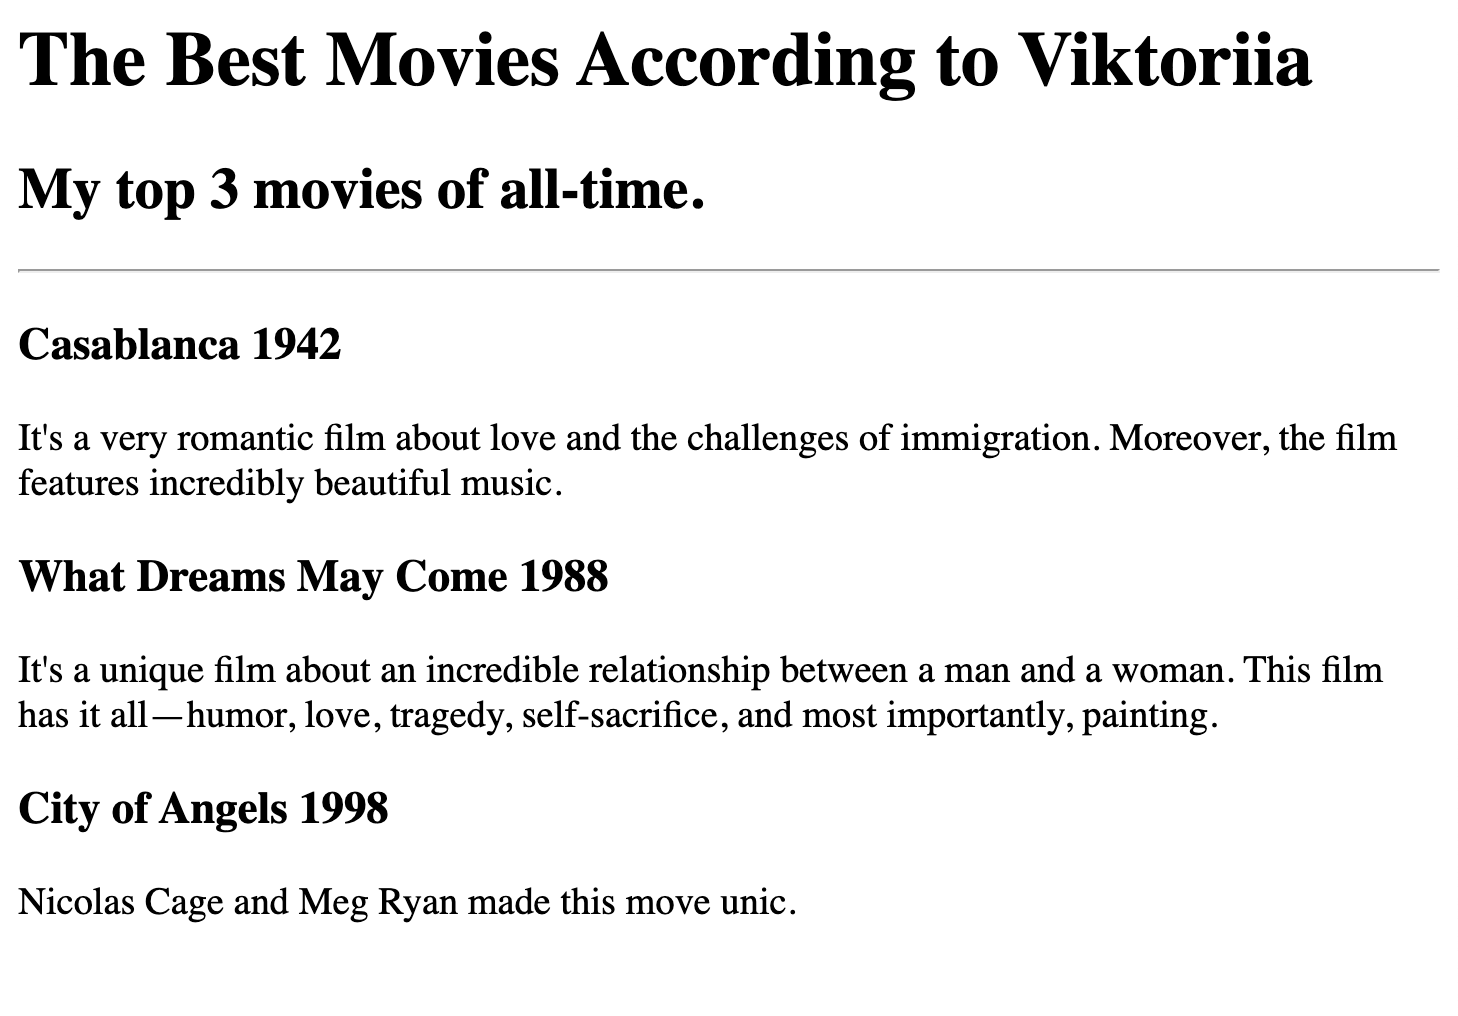 The Best Movies According to Viktoriia
My top 3 movies of all-time.
Casablanca 1942
It's a very romantic film about love and the challenges of immigration. Moreover, the film
features incredibly beautiful music.
What Dreams May Come 1988
It's a unique film about an incredible relationship between a man and a woman. This film
has it all—humor, love, tragedy, self-sacrifice, and most importantly, painting.
City of Angels 1998
Nicolas Cage and Meg Ryan made this move unic.